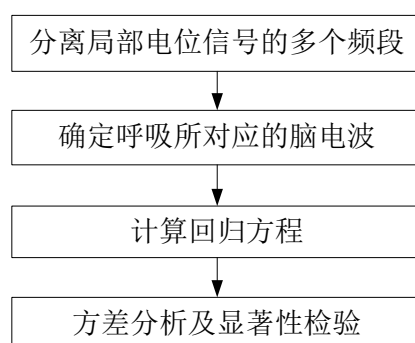 分离局部电位信号的多个频段
确定呼吸所对应的脑电波
计算回归方程
方差分析及显著性检验